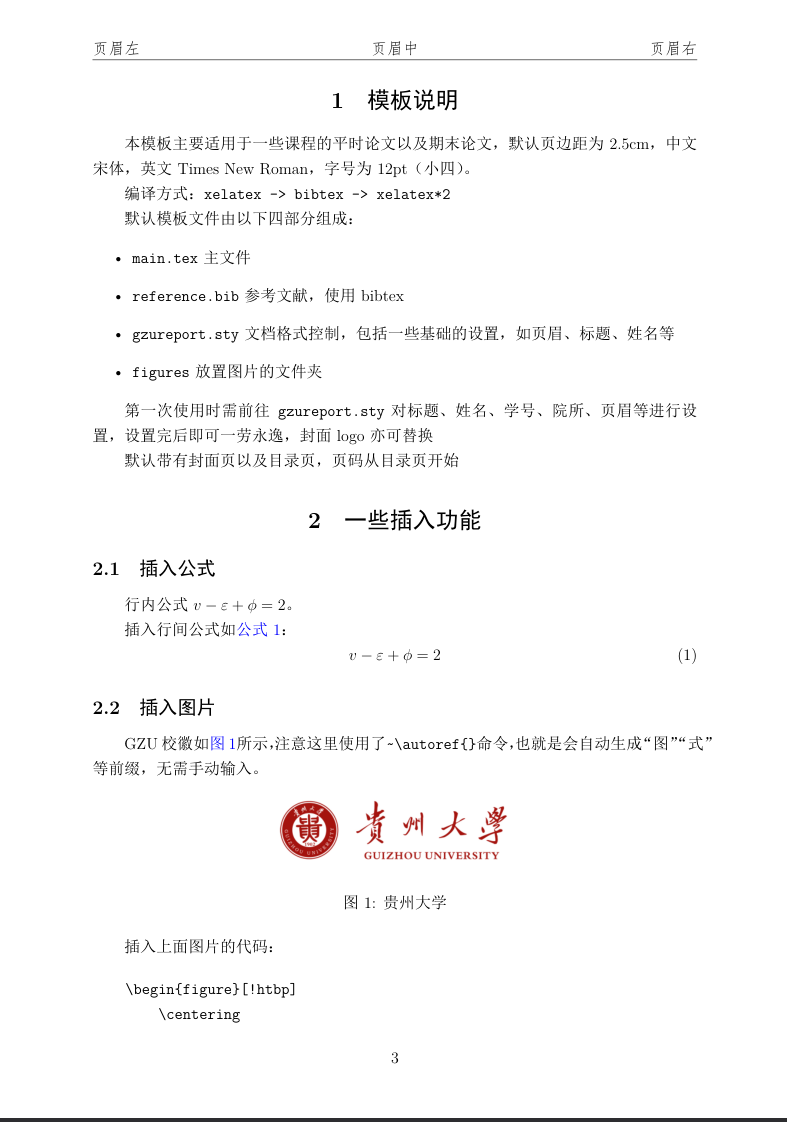 页眉左 页眉中 页眉右
1 模板说明
本模板主要适用于一些课程的平时论文以及期末论文，默认页边距为 2.5cm，中文
宋体，英文 Times New Roman，字号为 12pt（小四）。
编译方式：xelatex -> bibtex -> xelatex*2
默认模板文件由以下四部分组成：
• main.tex 主文件
• reference.bib 参考文献，使用 bibtex
• gzureport.sty 文档格式控制，包括一些基础的设置，如页眉、标题、姓名等
• figures 放置图片的文件夹
第一次使用时需前往 gzureport.sty 对标题、姓名、学号、院所、页眉等进行设
置，设置完后即可一劳永逸，封面 logo 亦可替换
默认带有封面页以及目录页，页码从目录页开始
2 一些插入功能
2.1 插入公式
行内公式 v − ε + ϕ = 2。
插入行间公式如公式 1：
v − ε + ϕ = 2 (1)
2.2 插入图片
GZU 校徽如图 1所示，注意这里使用了~\autoref{}命令，也就是会自动生成“图”“式”
等前缀，无需手动输入。
貴州大學
GUIZHOU UNIVERSITY
图 1: 贵州大学
插入上面图片的代码：
\begin{figure}[!htbp]
\centering
3